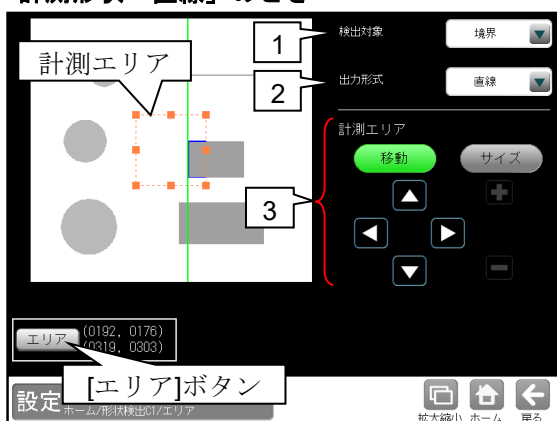 計測形状「直線」のとき
計測エリア
1
検出対象
境界
2
出力形式
直線
計測エリア
移動
サイズ
3
エリア
(0192, 0176)
(0319, 0303)
[エリア]ボタン
設定
ホーム/形状検出C1/エリア
拡大縮小
ホーム
戻る